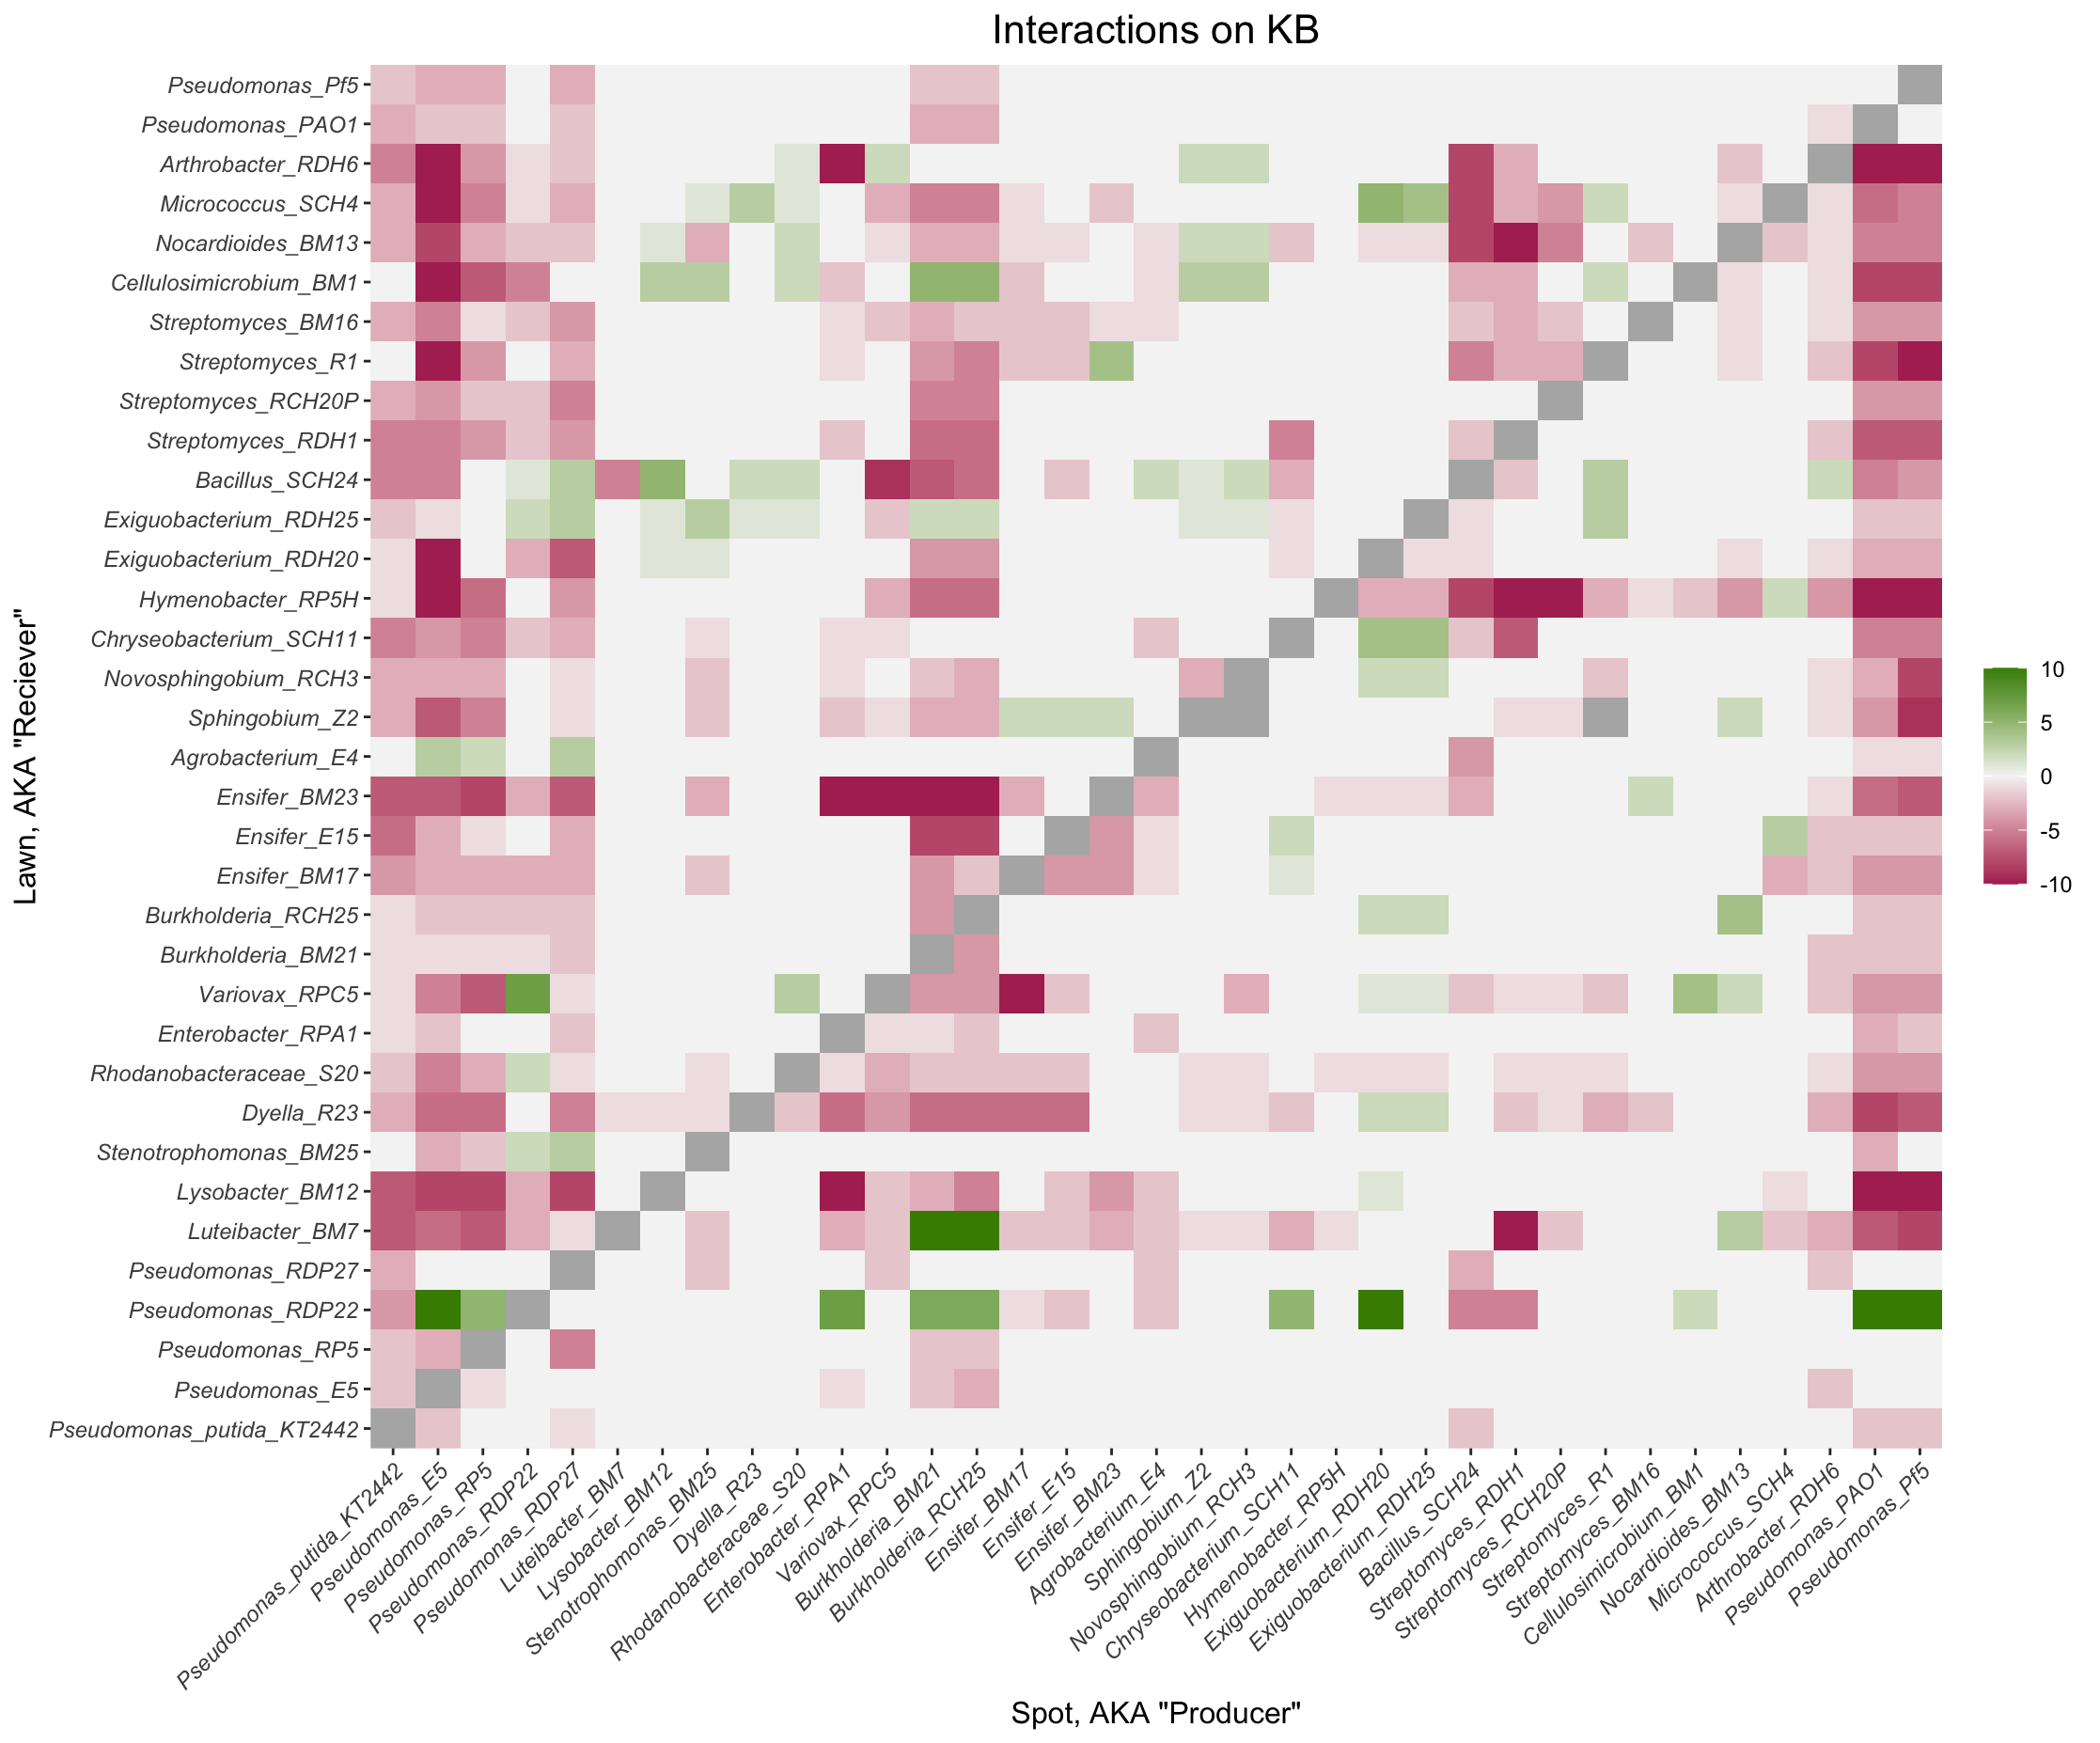 Interactions on KB
Lawn, AKA "Reciever"
Pseudomonas_Pf5
Pseudomonas_PAO1
Arthrobacter_RDH6
Micrococcus_SCH4
Nocardioides_BM13
Cellulosimicrobium_BM1
Streptomyces_BM16
Streptomyces_R1
Streptomyces_RCH20P
Streptomyces_RDH1
Bacillus_SCH24
Exiguobacterium_RDH25
Exiguobacterium_RDH20
Hymenobacter_RP5H
Chryseobacterium_SCH11
Novosphingobium_RCH3
Sphingobium_Z2
Agrobacterium_E4
Ensifer_BM23
Ensifer_E15
Ensifer_BM17
Burkholderia_RCH25
Burkholderia_BM21
Variovax_RPC5
Enterobacter_RPA1
Rhodanobacteraceae_S20
Dyella_R23
Stenotrophomonas_BM25
Lysobacter_BM12
Luteibacter_BM7
Pseudomonas_RDP27
Pseudomonas_RDP22
Pseudomonas_RP5
Pseudomonas_E5
Pseudomonas_putida_KT2442
Pseudomonas_putida_KT2442
Pseudomonas_E5
Pseudomonas_RP5
Pseudomonas_RDP22
Pseudomonas_RDP27
Luteibacter_BM7
Lysobacter_BM12
Stenotrophomonas_BM25
Dyella_R23
Rhodanobacteraceae_S20
Enterobacter_RPA1
Variovax_RPC5
Burkholderia_BM21
Burkholderia_RCH25
Ensifer_BM17
Ensifer_E15
Ensifer_BM23
Agrobacterium_E4
Sphingobium_Z2
Novosphingobium_RCH3
Chryseobacterium_SCH11
Hymenobacter_RP5H
Exiguobacterium_RDH20
Exiguobacterium_RDH25
Bacillus_SCH24
Streptomyces_RDH1
Streptomyces_RCH20P
Streptomyces_R1
Streptomyces_BM16
Cellulosimicrobium_BM1
Nocardioides_BM13
Micrococcus_SCH4
Arthrobacter_RDH6
Pseudomonas_PAO1
Pseudomonas_Pf5
Spot, AKA "Producer"
10
5
0
-5
-10